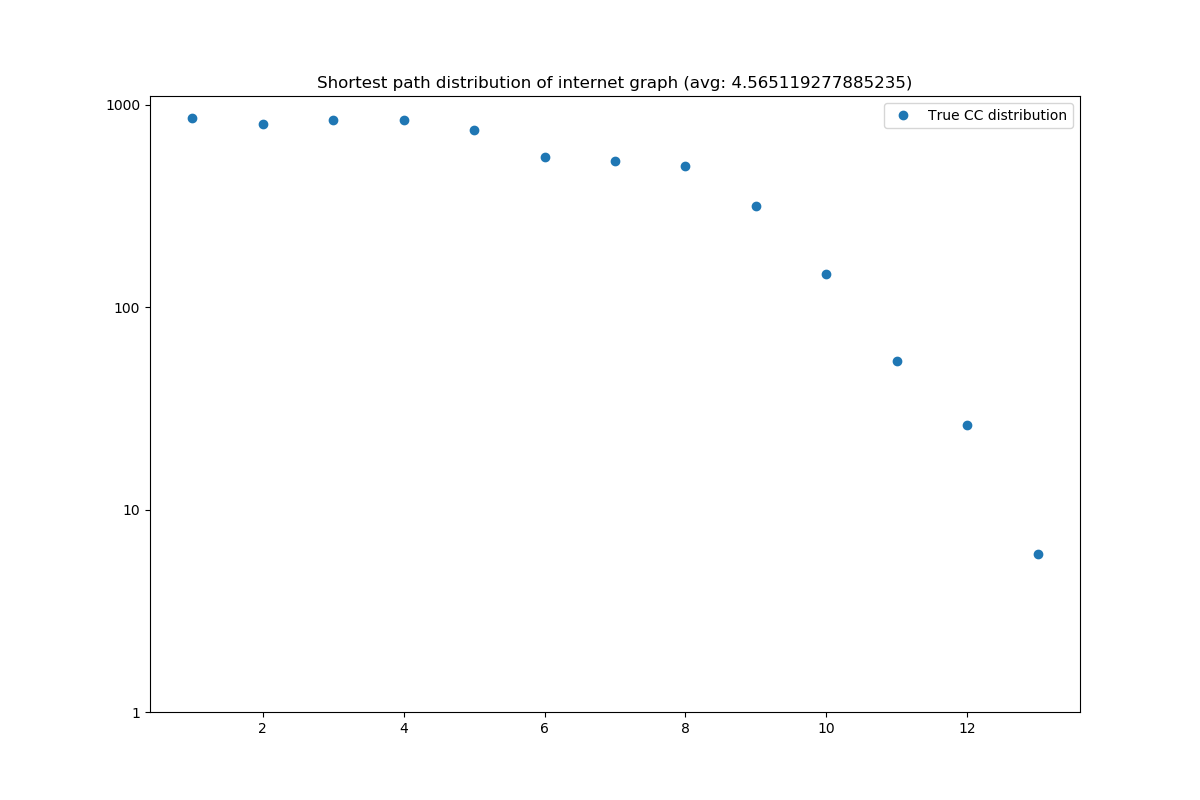 Shortest path distribution of internet graph (avg: 4.565119277885235)
True CC distribution
1000
100
10
1
2 4 6 8 10 12